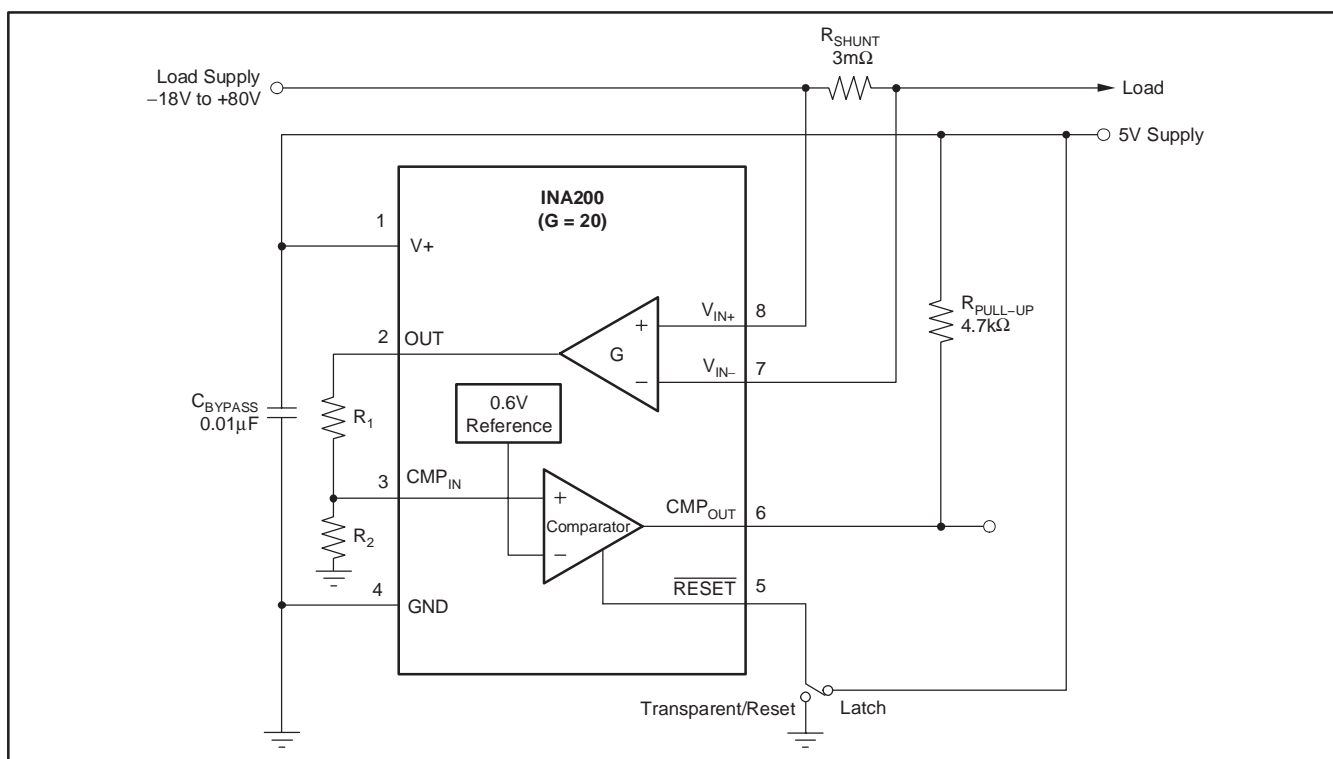 R_SHUNT
3mΩ
Load Supply
−18V to +80V
Load
5V Supply
INA200
(G = 20)
1
V+
V_IN+
8
R_PULL−UP
4.7kΩ
2
OUT
+
G
−
V_IN−
7
C_BYPASS
0.01µF
R_1
0.6V
Reference
3
CMP_IN
+
Comparator
−
CMP_OUT
6
R_2
RESET
5
4
GND
Transparent/Reset
Latch